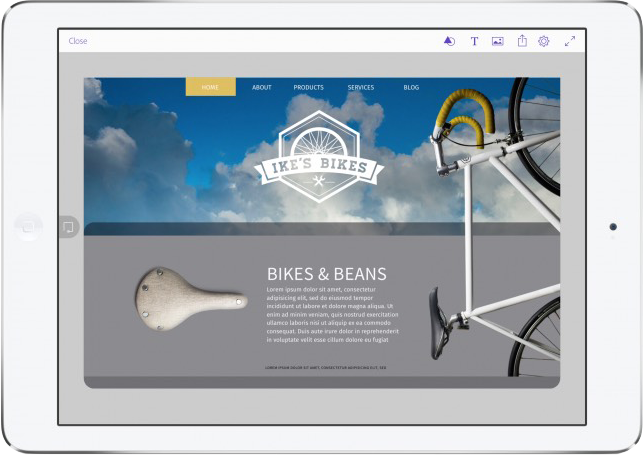 Close
T
HOME ABOUT PRODUCTS SERVICES BLOG
IKE'S BIKES
BIKES & BEANS
Lorem ipsum dolor sit amet, consectetur
adipisicing elit, sed do eiusmod tempor
incididunt ut labore et dolore magna aliqua. Ut
enim ad minim veniam, quis nostrud exercitation
ullamco laboris nisi ut aliquip ex ea commodo
consequat. Duis aute irure dolor in reprehenderit
in voluptate velit esse cillum dolore eu fugiat
LOREM IPSUM DOLOR SIT AMET, CONSECTETUR ADIPISICING ELIT, SED